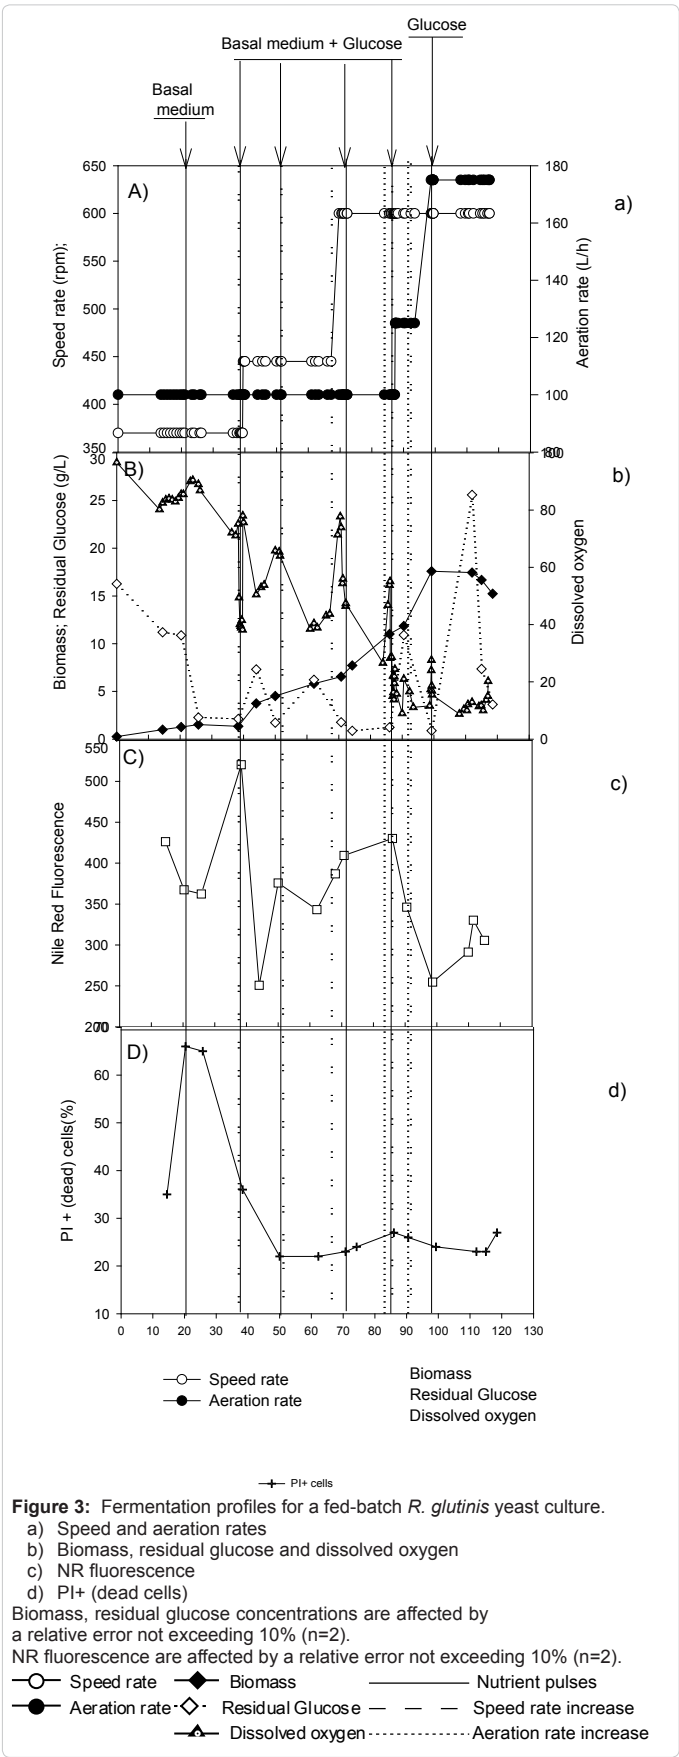 Glucose
Basal medium + Glucose
Basal
medium
650
600
550
500
450
400
350
Speed rate (rpm);
A)
180
160
140
120
100
80
Aeration rate (L/h)
a)
30
25
20
15
10
5
0
Biomass; Residual Glucose (g/L)
B)
100
80
60
40
20
0
Dissolved oxygen
b)
550
500
450
400
350
300
250
200
Nile Red Fluorescence
C)
c)
70
60
50
40
30
20
10
PI + (dead) cells(%)
D)
d)
0 10 20 30 40 50 60 70 80 90 100 110 120 130
Speed rate
Aeration rate
Biomass
Residual Glucose
Dissolved oxygen
PI+ cells
Figure 3: Fermentation profiles for a fed-batch R. glutinis yeast culture.
a) Speed and aeration rates
b) Biomass, residual glucose and dissolved oxygen
c) NR fluorescence
d) PI+ (dead cells)
Biomass, residual glucose concentrations are affected by
a relative error not exceeding 10% (n=2).
NR fluorescence are affected by a relative error not exceeding 10% (n=2).
Speed rate Biomass Nutrient pulses
Aeration rate Residual Glucose Speed rate increase
Dissolved oxygen Aeration rate increase